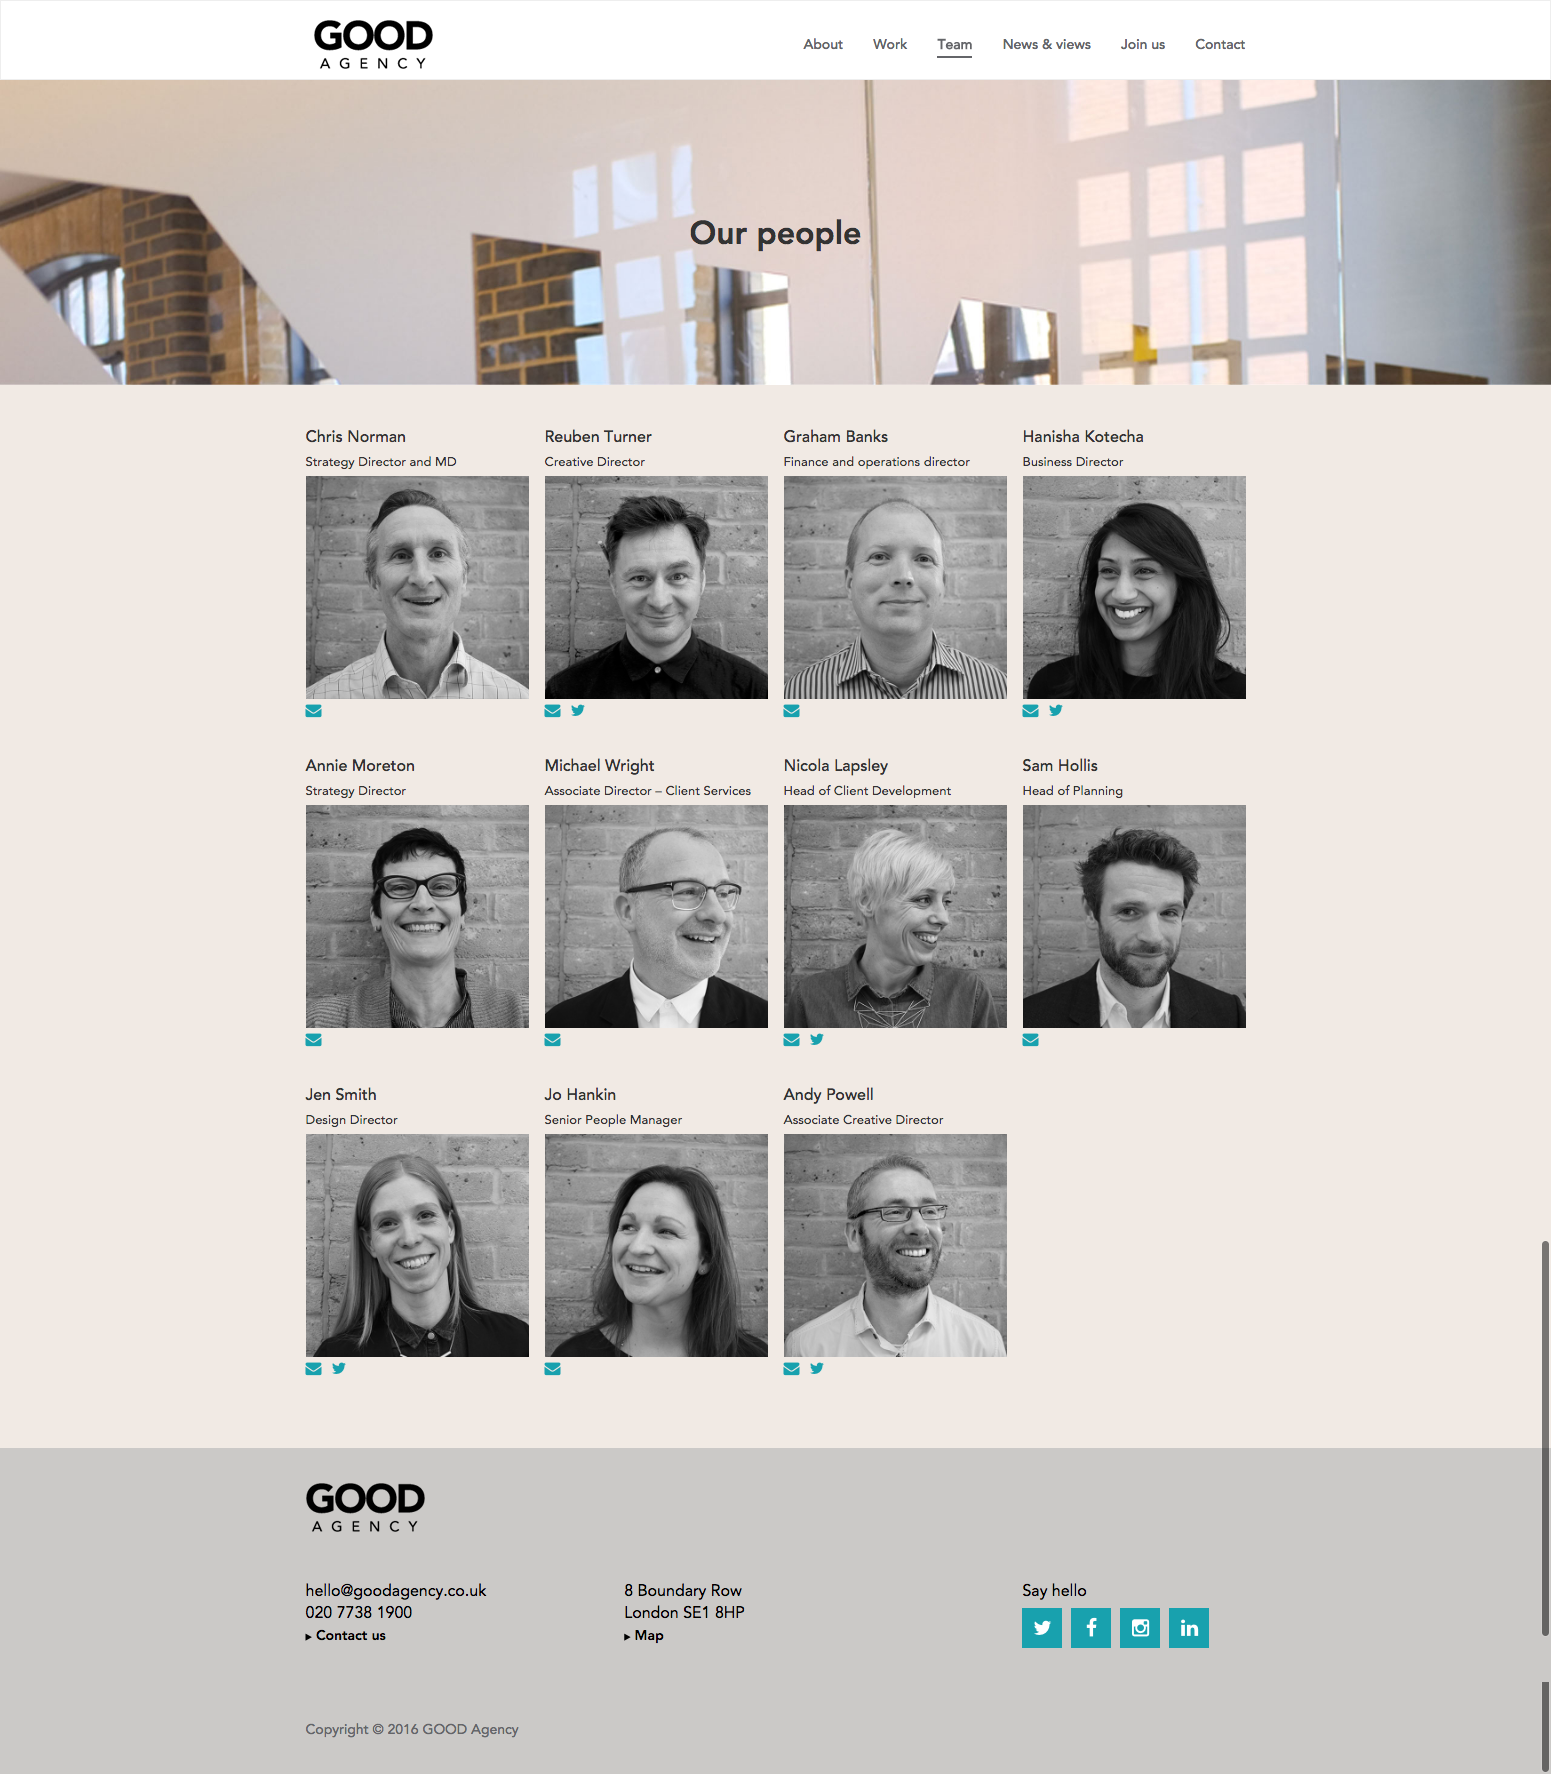 GOOD
AGENCY
About
Work
Team
News & views
Join us
Contact
Our people
Chris Norman
Strategy Director and MD
Reuben Turner
Creative Director
Graham Banks
Finance and operations director
Hanisha Kotecha
Business Director
Annie Moreton
Strategy Director
Michael Wright
Associate Director – Client Services
Nicola Lapsley
Head of Client Development
Sam Hollis
Head of Planning
Jen Smith
Design Director
Jo Hankin
Senior People Manager
Andy Powell
Associate Creative Director
GOOD
AGENCY
hello@goodagency.co.uk
020 7738 1900
Contact us
8 Boundary Row
London SE1 8HP
Map
Say hello
Copyright © 2016 GOOD Agency